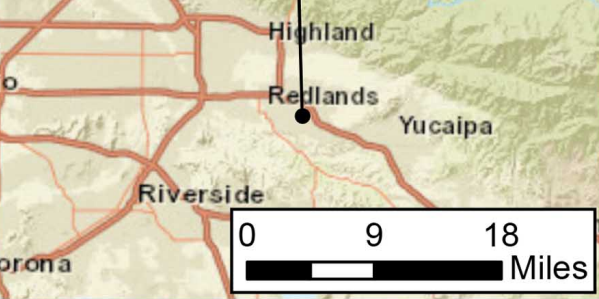 Highland
o
Redlands
Yucaipa
Riverside
orona
0 9 18
Miles